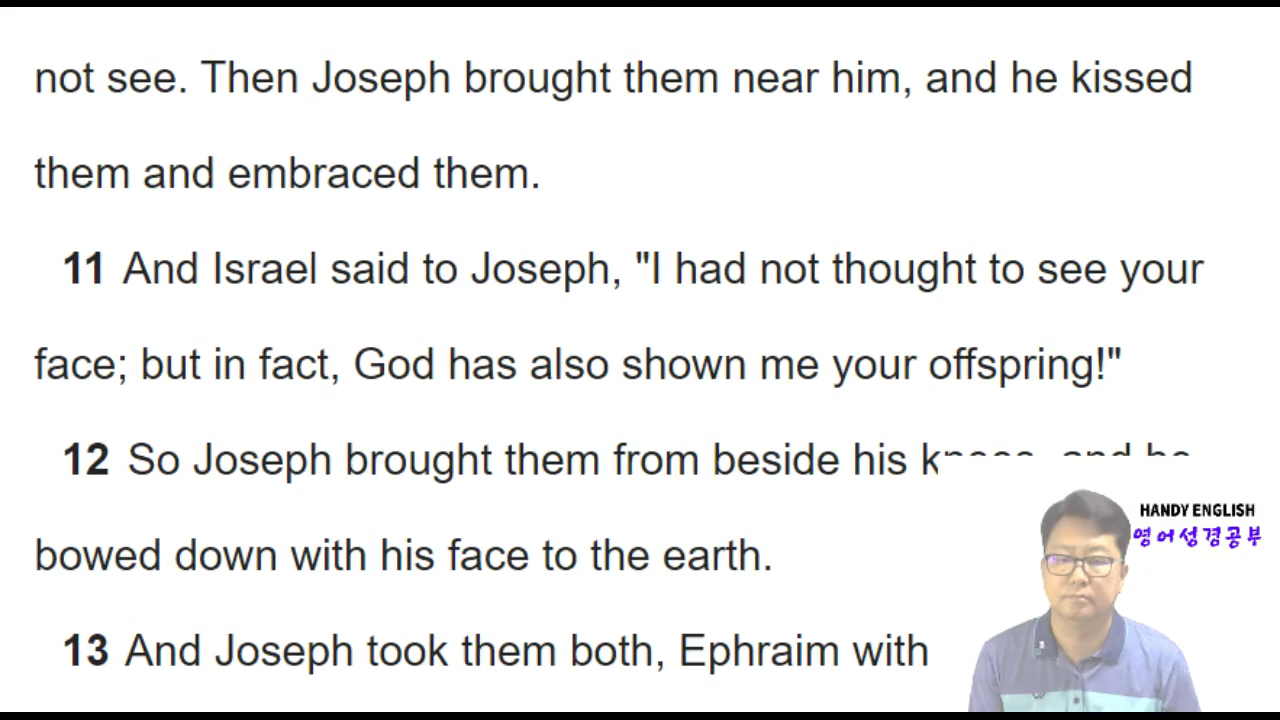 not see. Then Joseph brought them near him, and he kissed
them and embraced them.
11 And Israel said to Joseph, "I had not thought to see your
face; but in fact, God has also shown me your offspring!"
12 So Joseph brought them from beside his
bowed down with his face to the earth.
13 And Joseph took them both, Ephraim with
HANDY ENGLISH
영어성경공부